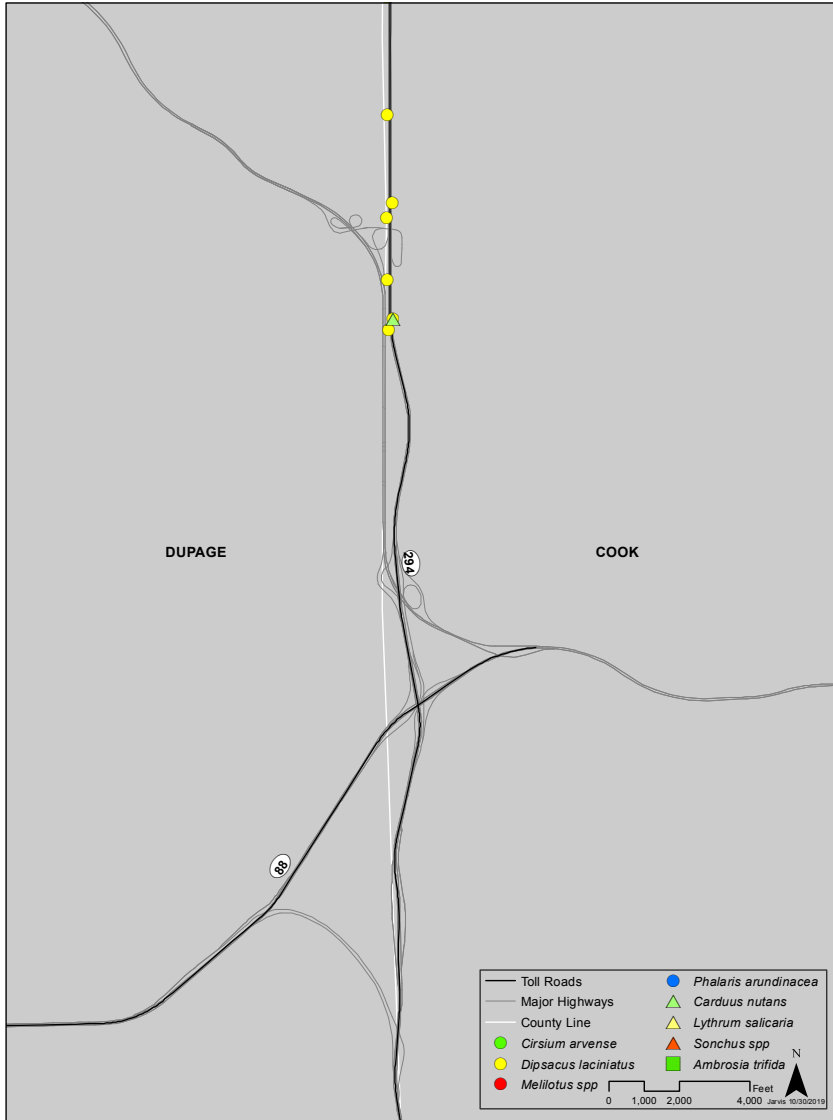 DUPAGE
COOK
294
88
Toll Roads
Major Highways
County Line
Cirsium arvense
Dipsacus laciniatus
Melilotus spp
Phalaris arundinacea
Carduus nutans
Lythrum salicaria
Sonchus spp
Ambrosia trifida
N
Feet
0 1,000 2,000 4,000
Jarvis 10/30/2019